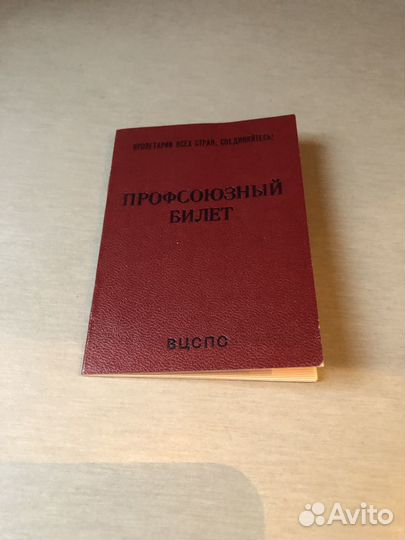 ПРОЛЕТАРИИ ВСЕХ СТРАН, СОЕДИНЯЙТЕСЬ!
ПРОФСОЮЗНЫЙ
БИЛЕТ
ВЦСПС
Avito